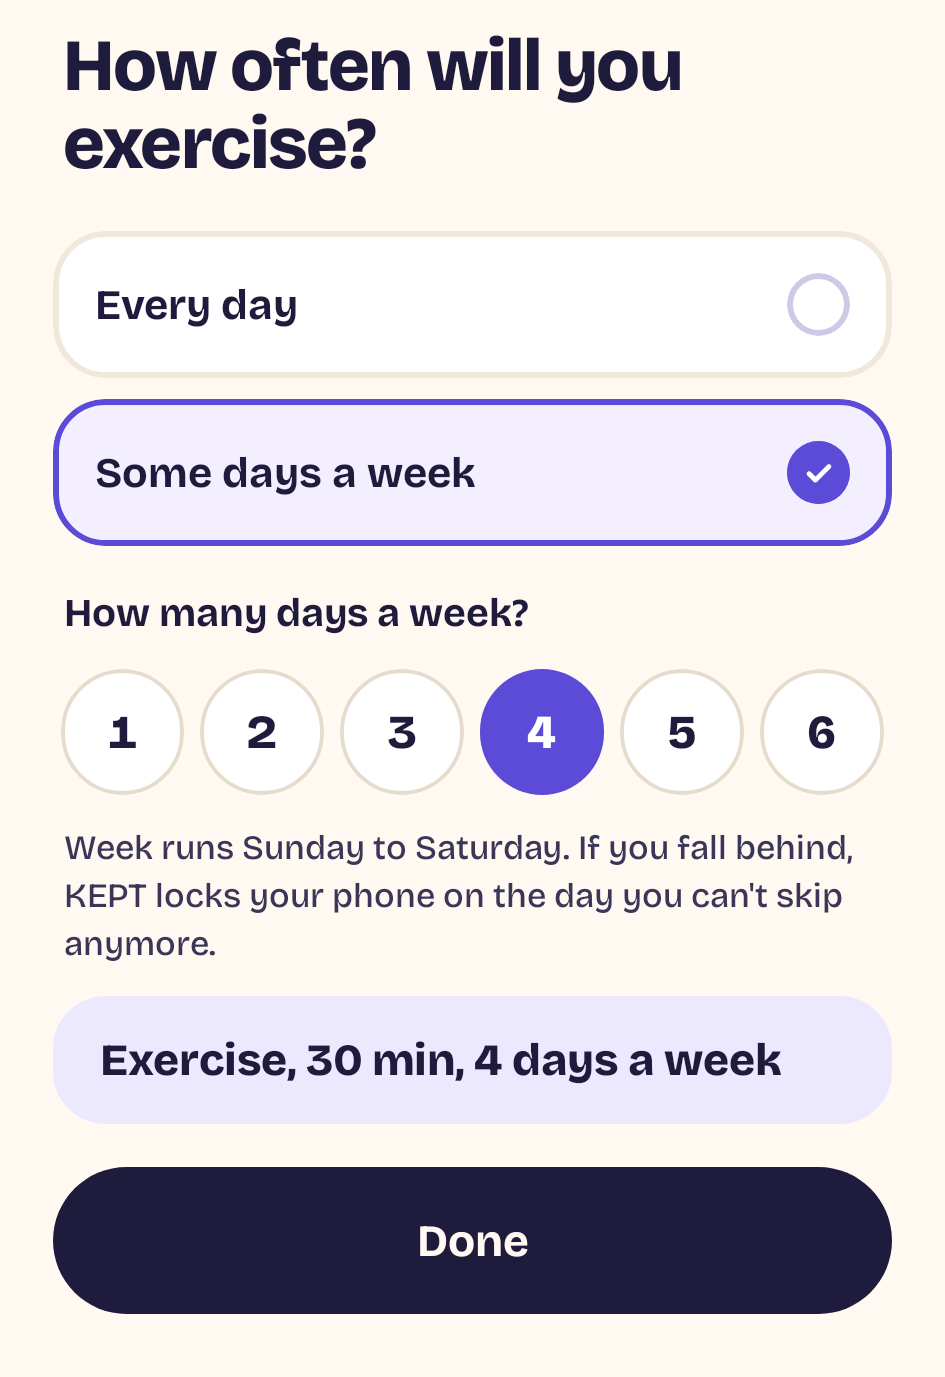 How often will you
exercise?
Every day
Some days a week
How many days a week?
1 2 3 4 5 6
Week runs Sunday to Saturday. If you fall behind,
KEPT locks your phone on the day you can't skip
anymore.
Exercise, 30 min, 4 days a week
Done